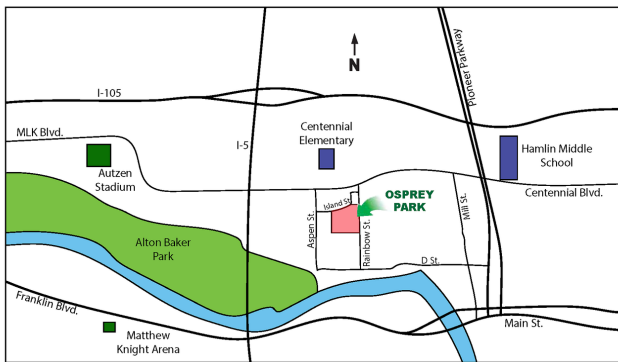 N
I-105
Pioneer Parkway
MLK Blvd.
I-5
Centennial
Elementary
Hamlin Middle
School
Autzen
Stadium
Centennial Blvd.
Island St.
OSPREY
PARK
Aspen St.
Rainbow St.
Mill St.
Alton Baker
Park
D St.
Franklin Blvd.
Main St.
Matthew
Knight Arena